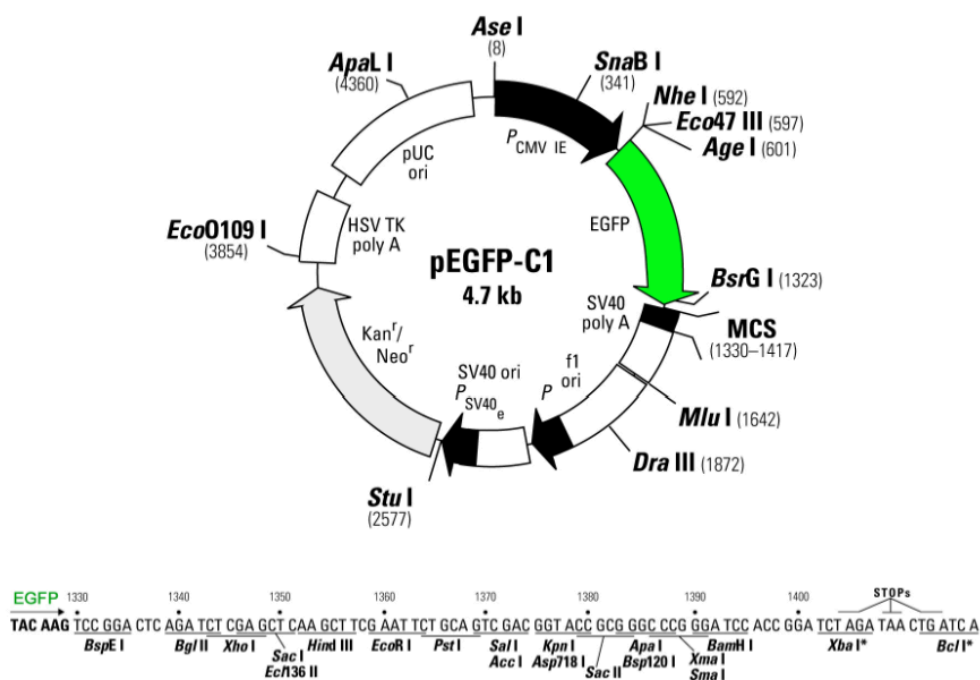 Ase I
(8)
ApaL I
(4360)
SnaB I
(341)
Nhe I (592)
Eco47 III (597)
Age I (601)
PCMV IE
pUC
ori
EcoO109 I
(3854)
HSV TK
poly A
EGFP
pEGFP-C1
4.7 kb
BsrG I (1323)
SV40
poly A
MCS
(1330–1417)
Kanr/
Neor
SV40 ori
PSV40e
f1
ori
P
Mlu I (1642)
Dra III (1872)
Stu I
(2577)
EGFP 1330 1340 1350 1360 1370 1380 1390 1400 STOPs
TAC AAG TCC GGA CTC AGA TCT CGA GCT CAA GCT TCG AAT TCT GCA GTC GAC GGT ACC GCG GGC CCG GGA TCC ACC GGA TCT AGA TAA CTG ATC A
BspE I Bgl II Xho I Hind III EcoR I Pst I Sal I Kpn I Apa I BamH I Xba I* Bcl I*
Sac I Acc I Asp718 I Bsp120 I Xma I
Ecl136 II Sac II Sma I